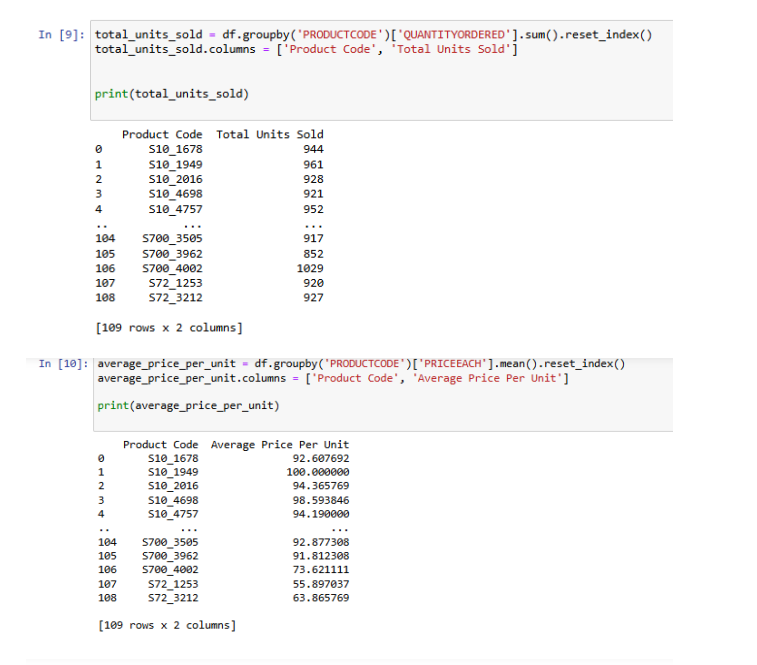 In [9]: total_units_sold = df.groupby('PRODUCTCODE')['QUANTITYORDERED'].sum().reset_index()
total_units_sold.columns = ['Product Code', 'Total Units Sold']
print(total_units_sold)
Product Code Total Units Sold
0 S10_1678 944
1 S10_1949 961
2 S10_2016 928
3 S10_4698 921
4 S10_4757 952
.. ... ...
104 S700_3505 917
105 S700_3962 852
106 S700_4002 1029
107 S72_1253 920
108 S72_3212 927
[109 rows x 2 columns]
In [10]: average_price_per_unit = df.groupby('PRODUCTCODE')['PRICEEACH'].mean().reset_index()
average_price_per_unit.columns = ['Product Code', 'Average Price Per Unit']
print(average_price_per_unit)
Product Code Average Price Per Unit
0 S10_1678 92.607692
1 S10_1949 100.000000
2 S10_2016 94.365769
3 S10_4698 98.593846
4 S10_4757 94.190000
.. ... ...
104 S700_3505 92.877308
105 S700_3962 91.812308
106 S700_4002 73.621111
107 S72_1253 55.897037
108 S72_3212 63.865769
[109 rows x 2 columns]